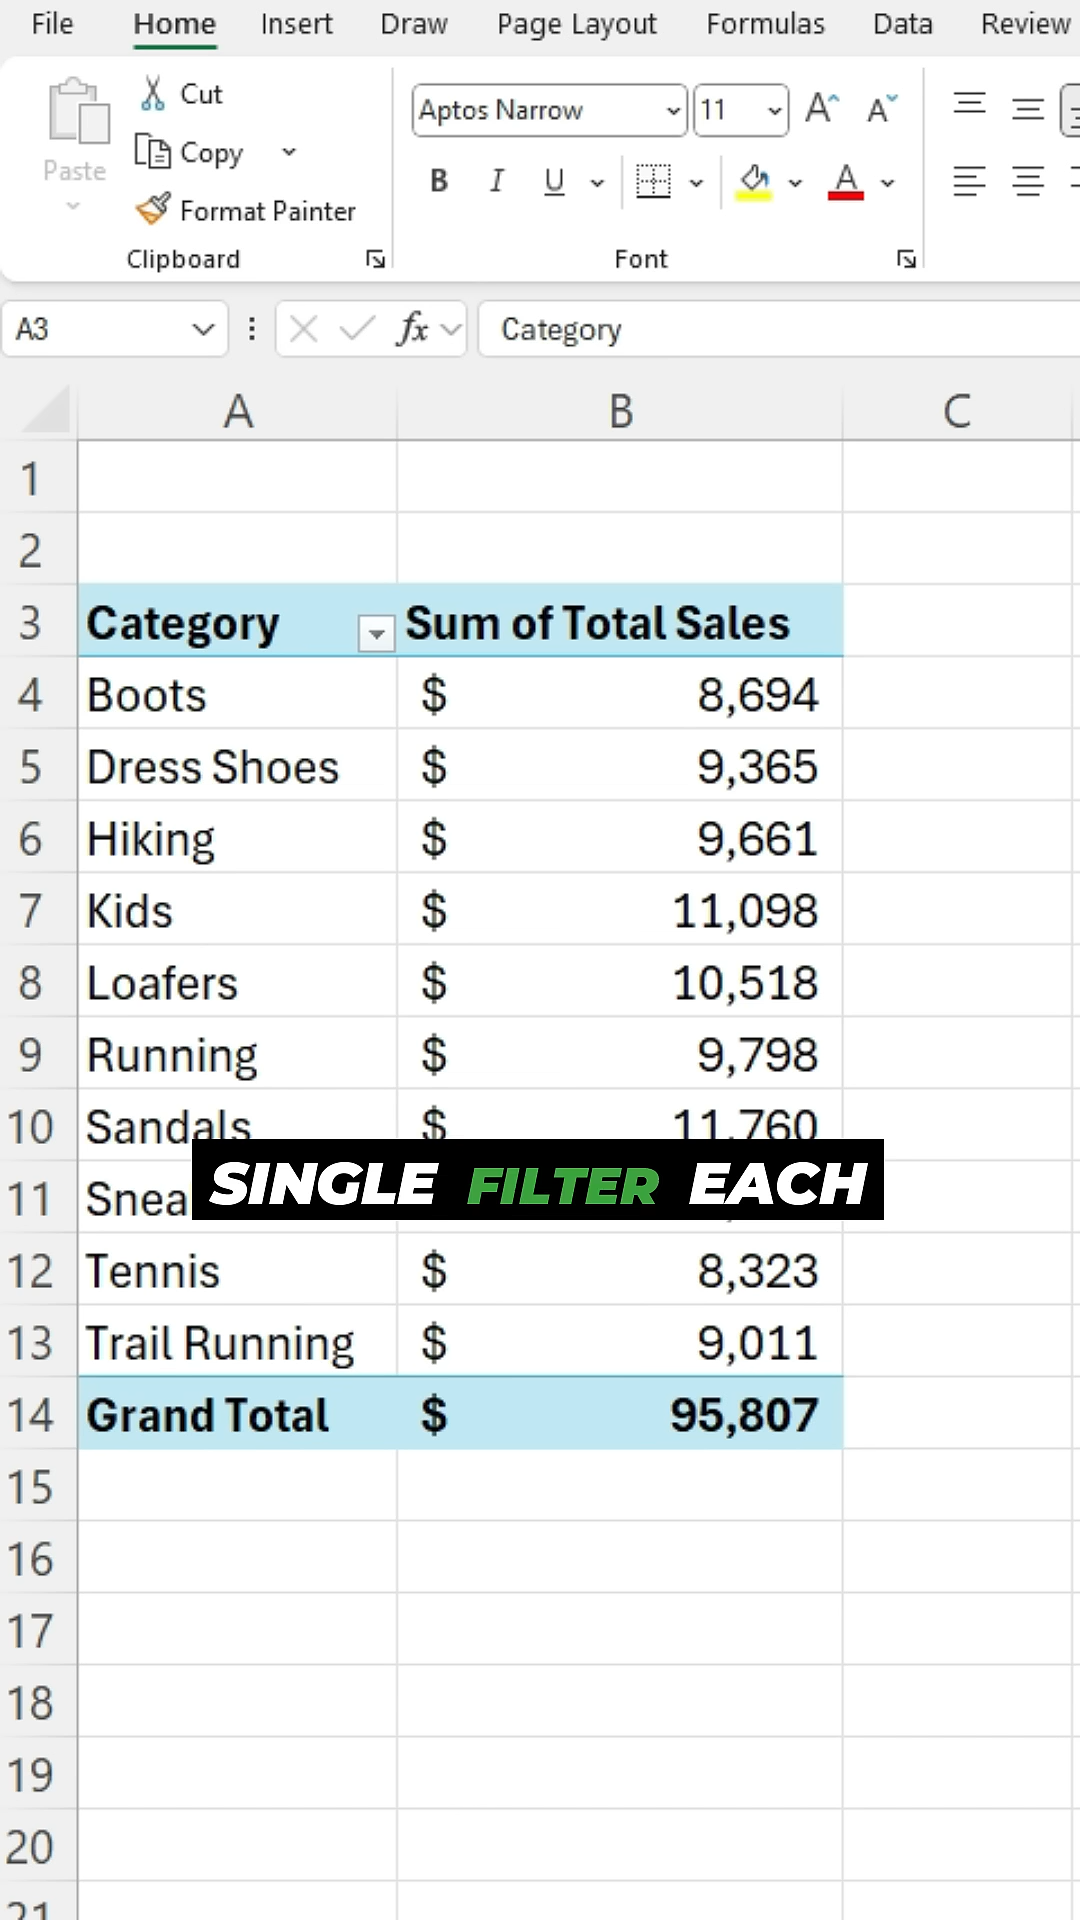 File Home Insert Draw Page Layout Formulas Data Review
Paste
Cut
Copy
Format Painter
Clipboard
Aptos Narrow 11
B I U
Font
A3 fx Category
A B C
1
2
3 Category Sum of Total Sales
4 Boots $ 8,694
5 Dress Shoes $ 9,365
6 Hiking $ 9,661
7 Kids $ 11,098
8 Loafers $ 10,518
9 Running $ 9,798
10 Sandals $ 11,760
SINGLE FILTER EACH
11
12 Tennis $ 8,323
13 Trail Running $ 9,011
14 Grand Total $ 95,807
15
16
17
18
19
20
21